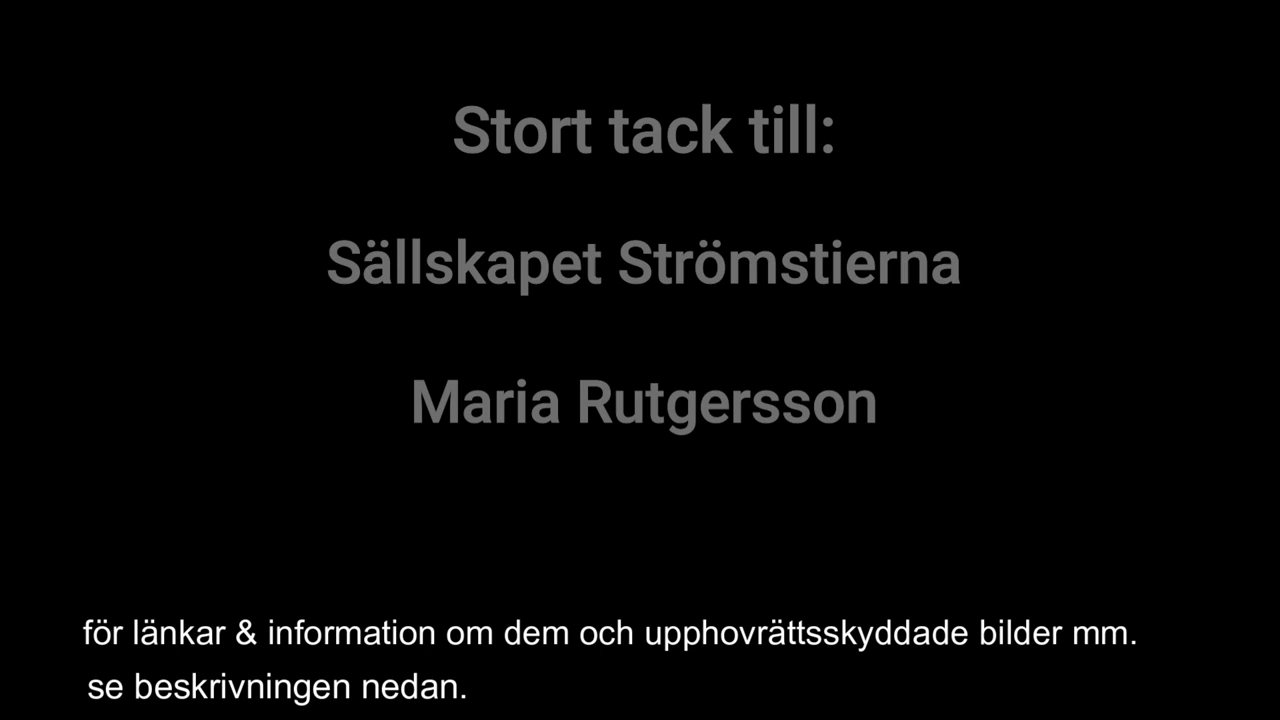 Stort tack till:
Sällskapet Strömstierna
Maria Rutgersson
för länkar & information om dem och upphovrättsskyddade bilder mm.
se beskrivningen nedan.